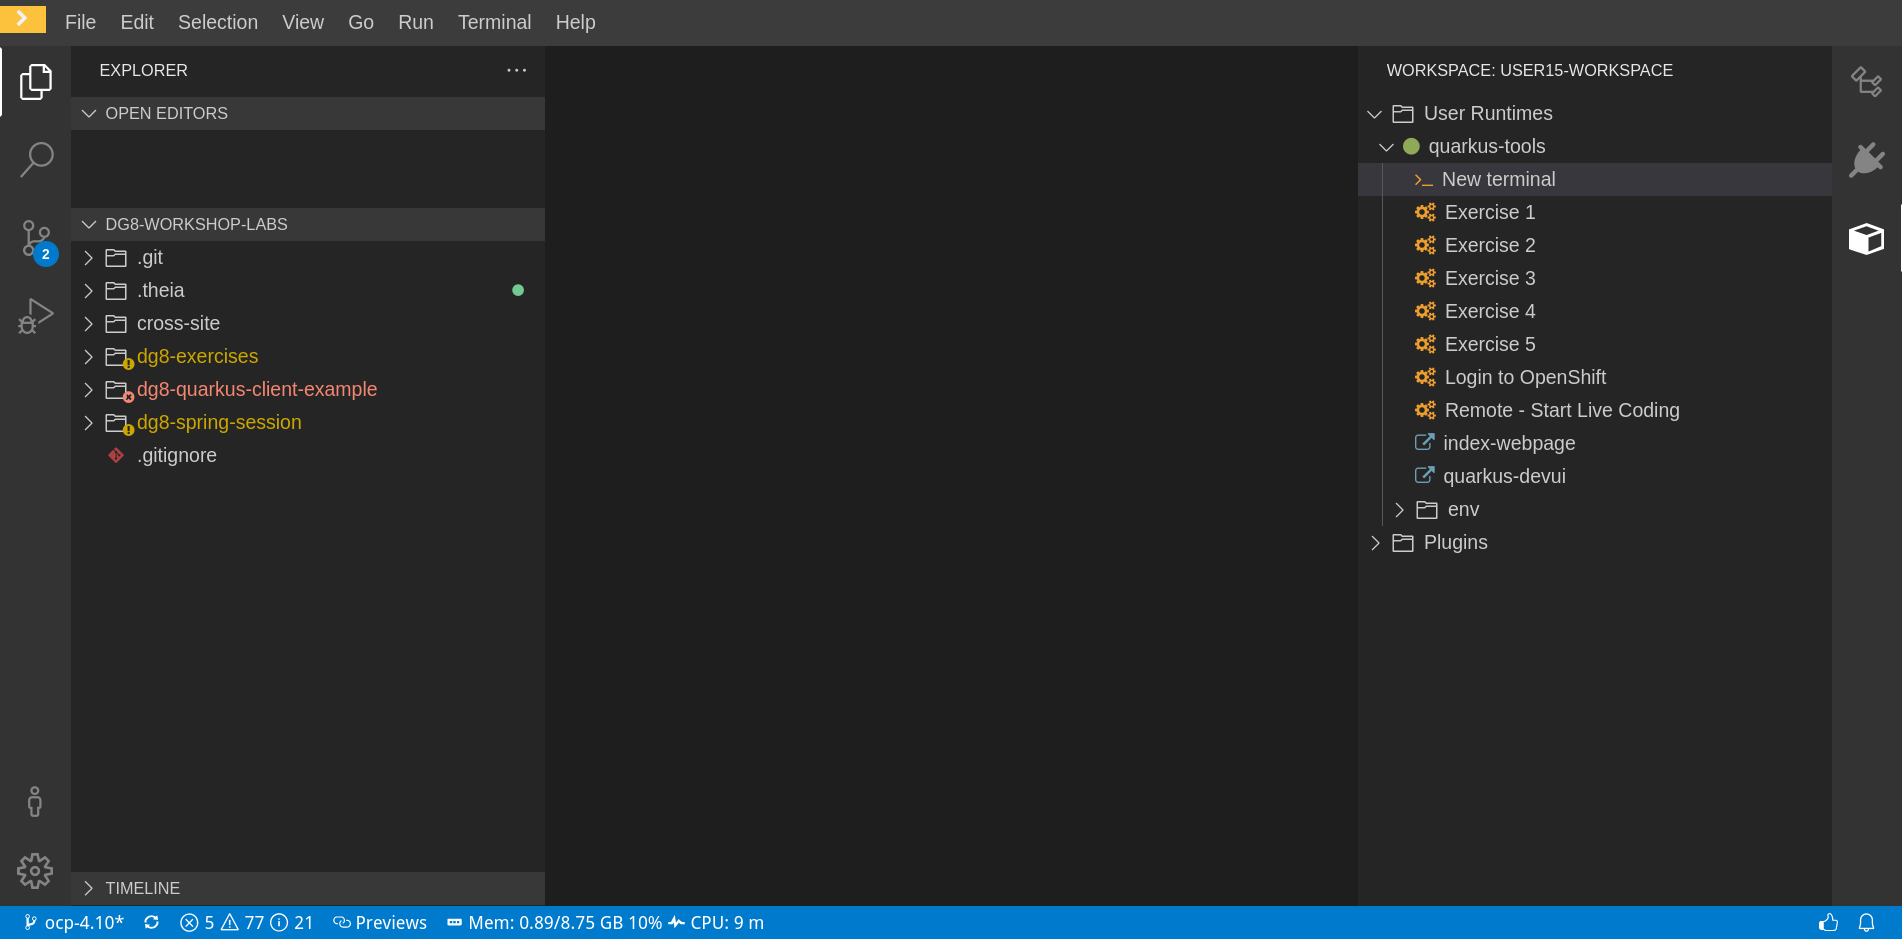 File Edit Selection View Go Run Terminal Help
EXPLORER
OPEN EDITORS
2
DG8-WORKSHOP-LABS
.git
.theia
cross-site
dg8-exercises
dg8-quarkus-client-example
dg8-spring-session
.gitignore
TIMELINE
WORKSPACE: USER15-WORKSPACE
User Runtimes
quarkus-tools
New terminal
Exercise 1
Exercise 2
Exercise 3
Exercise 4
Exercise 5
Login to OpenShift
Remote - Start Live Coding
index-webpage
quarkus-devui
env
Plugins
ocp-4.10* 5 77 21 Previews Mem: 0.89/8.75 GB 10% CPU: 9 m